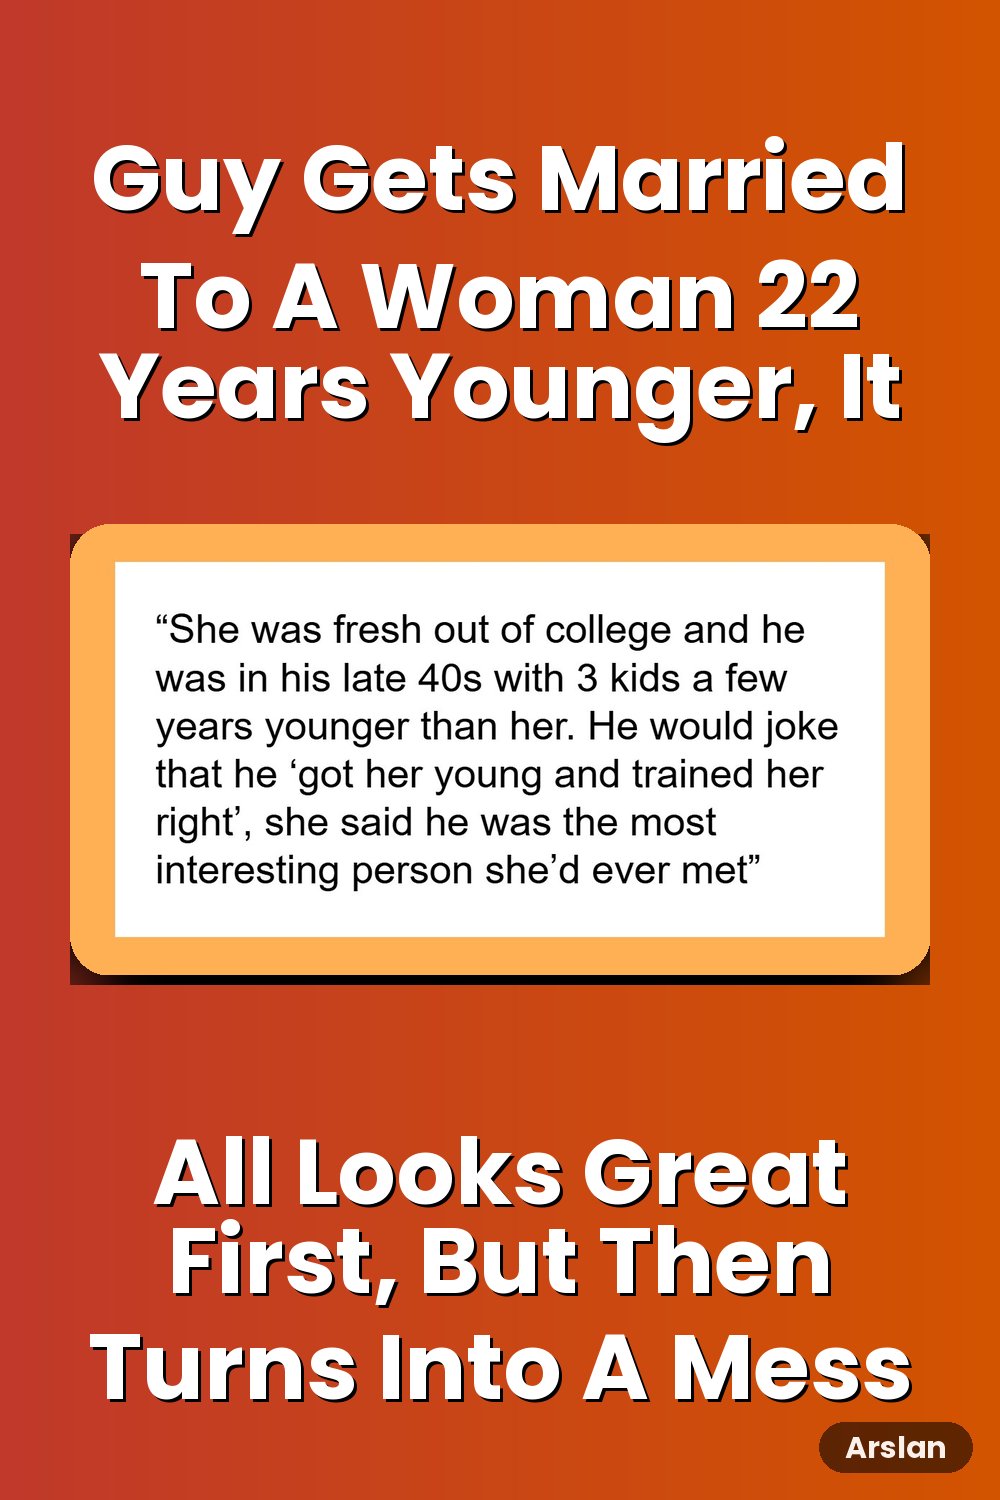 Guy Gets Married
To A Woman 22
Years Younger, It
“She was fresh out of college and he
was in his late 40s with 3 kids a few
years younger than her. He would joke
that he ‘got her young and trained her
right’, she said he was the most
interesting person she’d ever met”
All Looks Great
First, But Then
Turns Into A Mess
Arslan